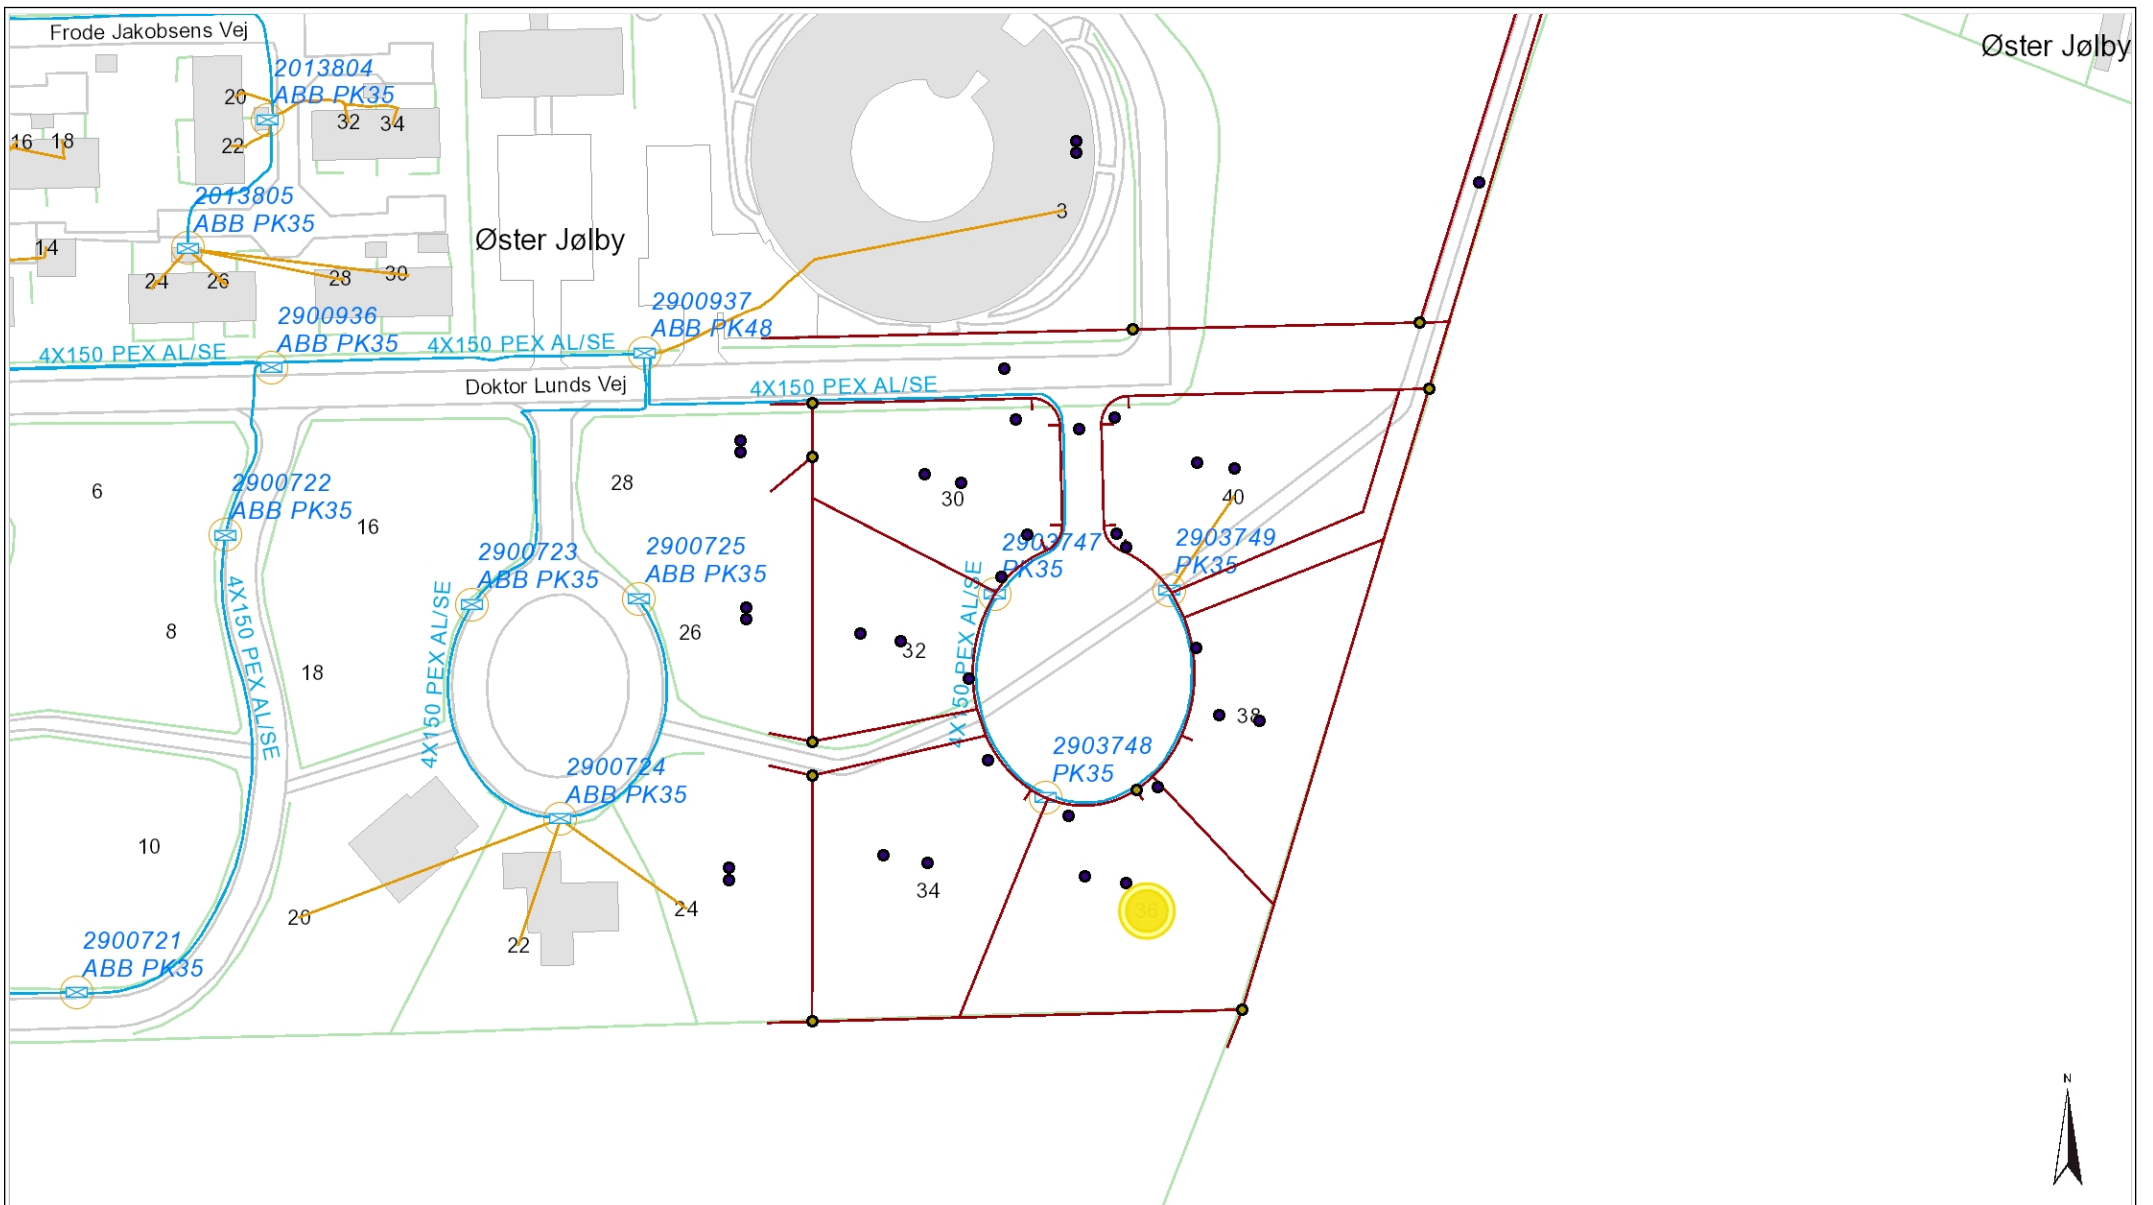 Frode Jakobsens Vej
Øster Jølby
2013804
ABB PK35
20
32
34
22
16
18
2013805
ABB PK35
3
Øster Jølby
14
24
26
28
30
2900936
ABB PK35
2900937
ABB PK48
4X150 PEX AL/SE
4X150 PEX AL/SE
Doktor Lunds Vej
4X150 PEX AL/SE
6
2900722
ABB PK35
16
28
30
40
2900723
ABB PK35
2900725
ABB PK35
2903747
PK35
2903749
PK35
4X150 PEX AL/SE
4X150 PEX AL/SE
4X150 PEX AL/SE
8
18
26
32
38
2900724
ABB PK35
2903748
PK35
10
20
22
24
34
36
2900721
ABB PK35
N